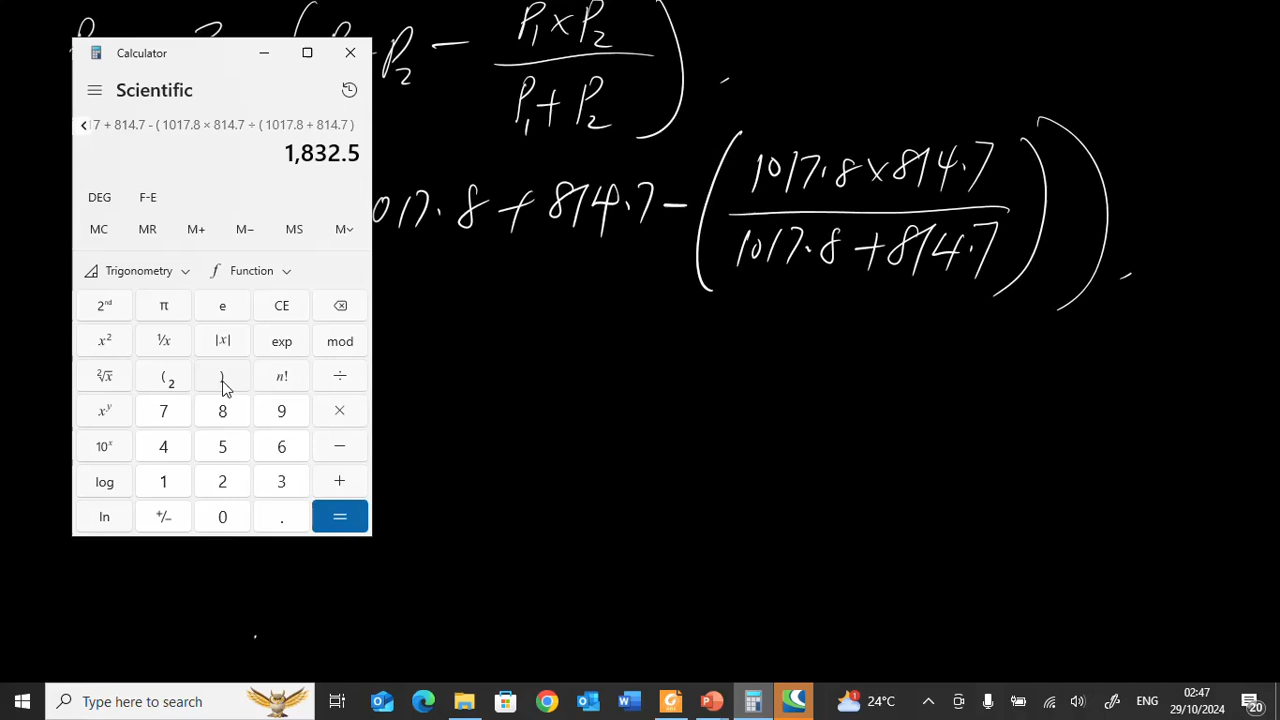 P₁ × P₂
P₂ −
P₁ + P₂
Calculator
Scientific
7 + 814.7 - ( 1017.8 × 814.7 ÷ ( 1017.8 + 814.7 )
1,832.5
DEG F-E
MC MR M+ M− MS M˅
Trigonometry Function
2ⁿᵈ π e CE
x² ¹/x |x| exp mod
²√x ( ₂ ) n! ÷
xʸ 7 8 9 ×
10ˣ 4 5 6 −
log 1 2 3 +
ln +/− 0 . =
1017.8 × 814.7
017.8 + 814.7 − ( ) )
1017.8 + 814.7
Type here to search
24°C
ENG
02:47
29/10/2024
20